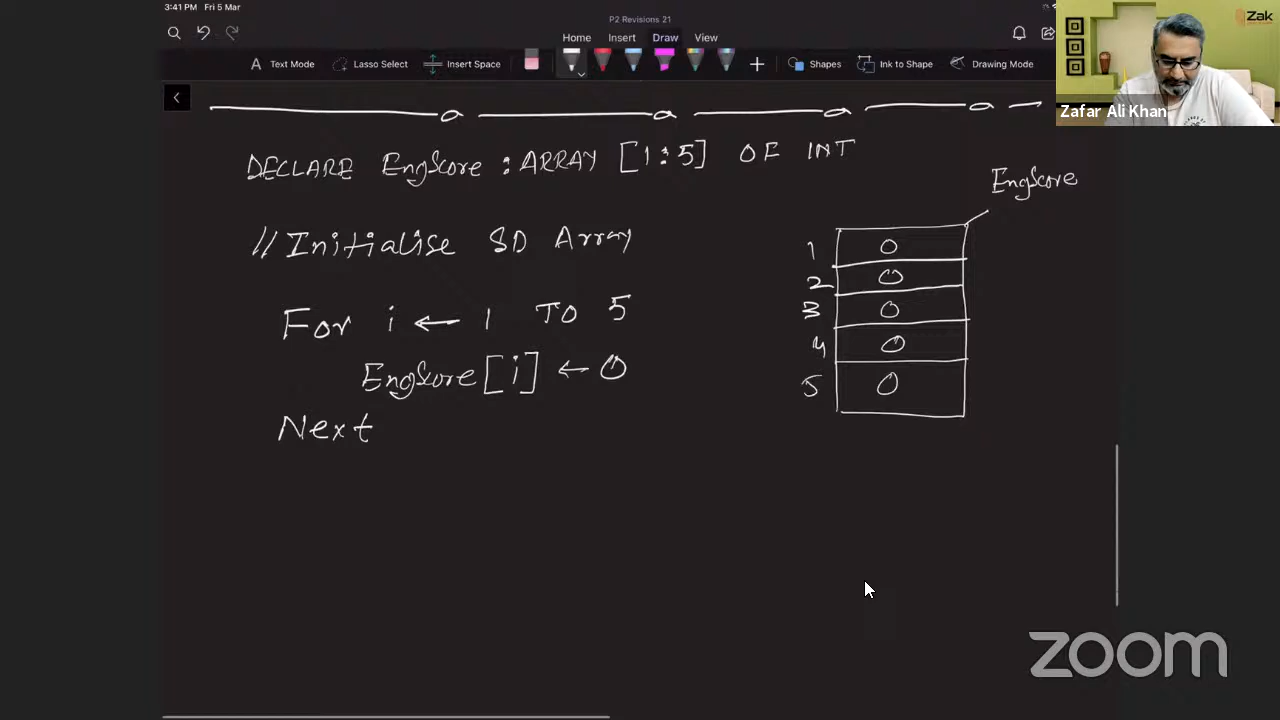 3:41 PM Fri 5 Mar
P2 Revisions 21
Home Insert Draw View
Text Mode Lasso Select Insert Space Shapes Ink to Shape Drawing Mode
Zak
Zafar Ali Khan
DECLARE EngScore : ARRAY [1:5] OF INT
EngScore
// Initialise SD Array
For i ← 1 TO 5
EngScore[i] ← 0
Next
1 0
2 0
3 0
4 0
5 0
zoom